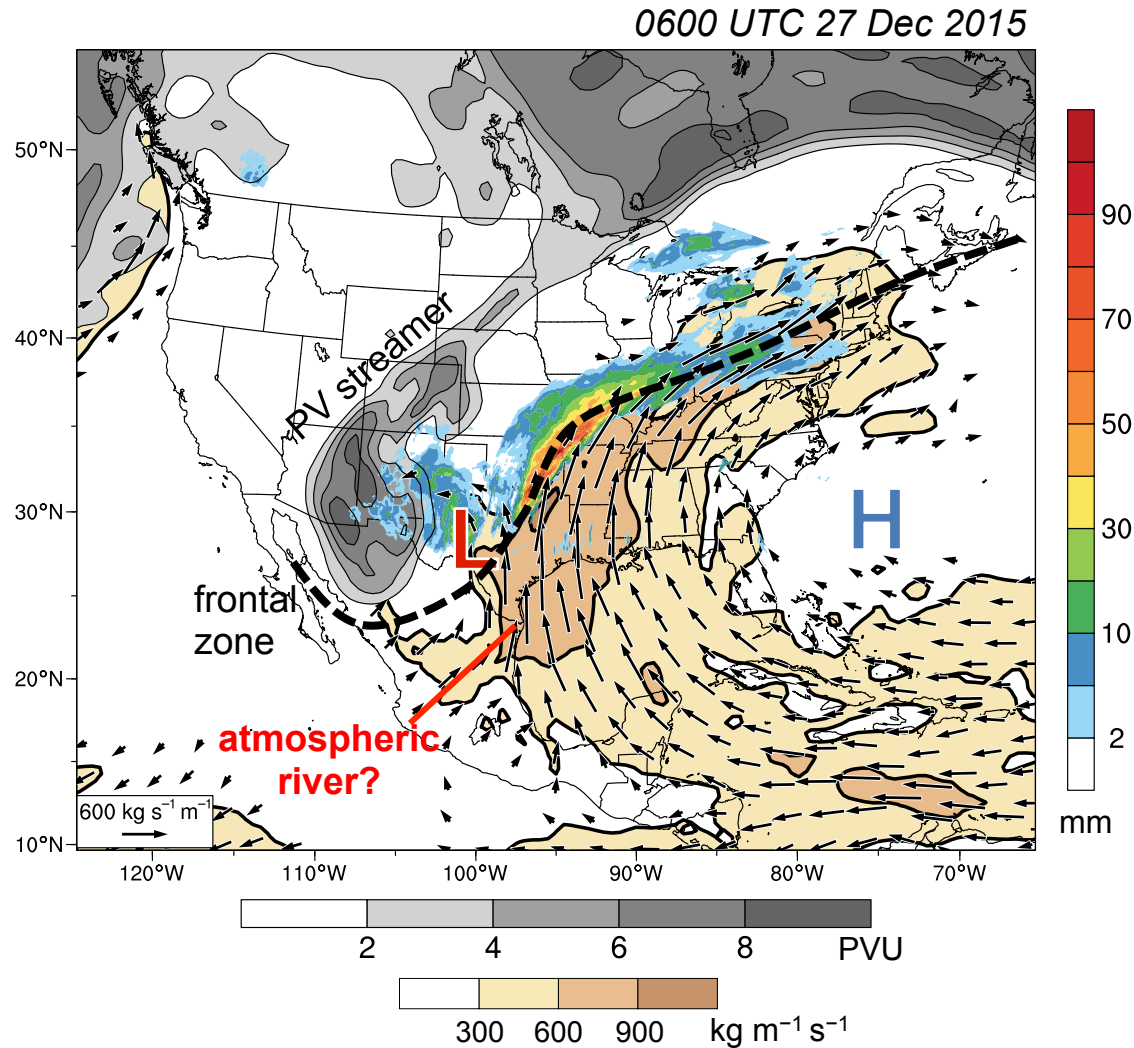 0600 UTC 27 Dec 2015
50°N
40°N
30°N
20°N
10°N
PV streamer
H
L
frontal
zone
atmospheric
river?
600 kg s⁻¹ m⁻¹
120°W
110°W
100°W
90°W
80°W
70°W
90
70
50
30
10
2
mm
2
4
6
8
PVU
300
600
900
kg m⁻¹ s⁻¹